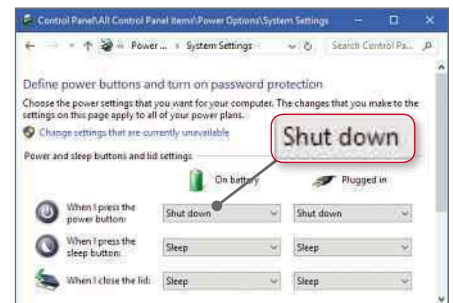 Control Panel\All Control Panel Items\Power Options\System Settings
Power ... › System Settings
Search Control Pa...
Define power buttons and turn on password protection
Choose the power settings that you want for your computer. The changes that you make to the
settings on this page apply to all of your power plans.
Change settings that are currently unavailable
Shut down
Power and sleep buttons and lid settings
On battery Plugged in
When I press the
power button: Shut down Shut down
When I press the
sleep button: Sleep Sleep
When I close the lid: Sleep Sleep